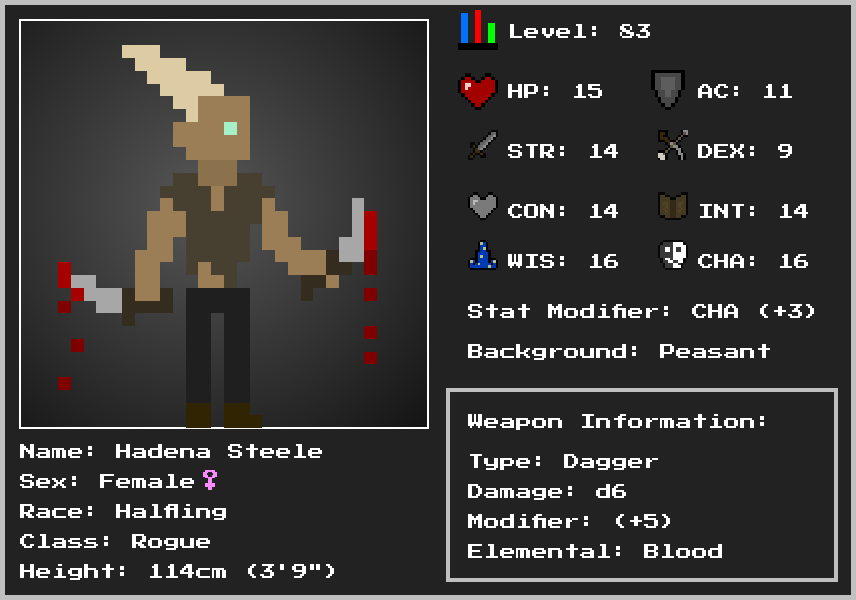 Level: 83
HP: 15
AC: 11
STR: 14
DEX: 9
CON: 14
INT: 14
WIS: 16
CHA: 16
Stat Modifier: CHA (+3)
Background: Peasant
Name: Hadena Steele
Sex: Female♀
Race: Halfling
Class: Rogue
Height: 114cm (3'9")
Weapon Information:
Type: Dagger
Damage: d6
Modifier: (+5)
Elemental: Blood